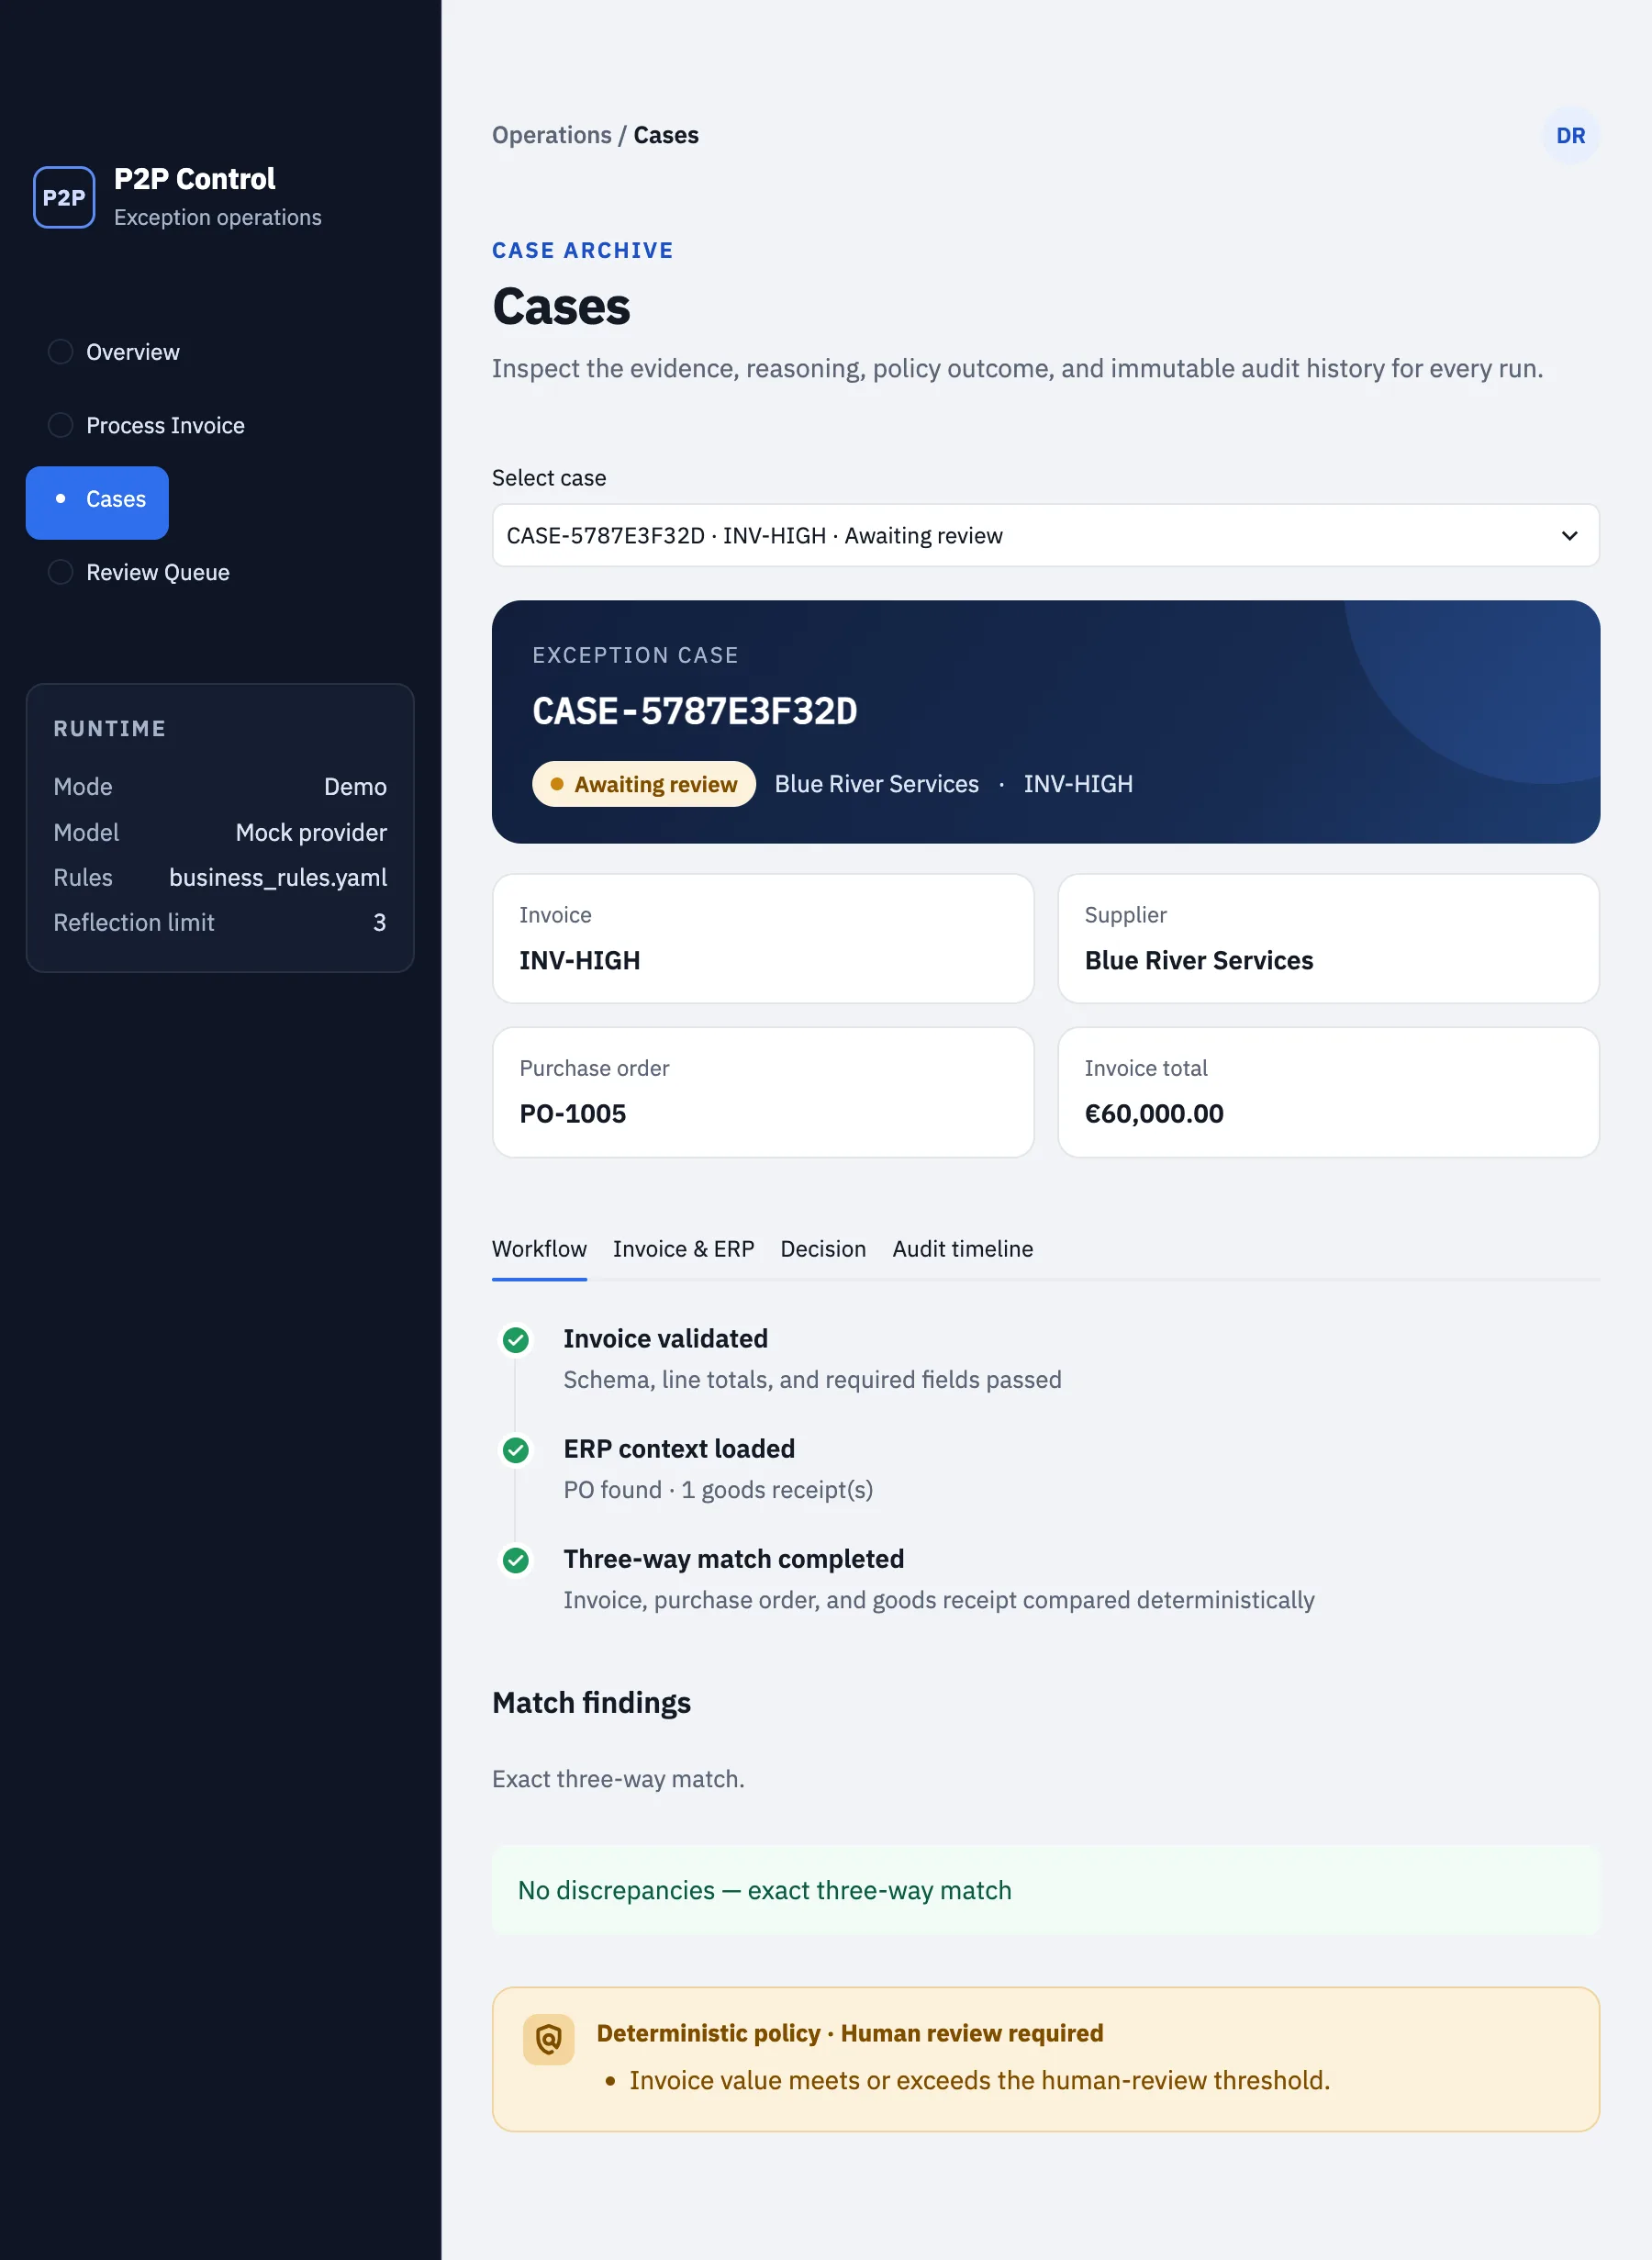 P2P
P2P Control
Exception operations
Overview
Process Invoice
Cases
Review Queue
RUNTIME
Mode Demo
Model Mock provider
Rules business_rules.yaml
Reflection limit 3
Operations / Cases
DR
CASE ARCHIVE
Cases
Inspect the evidence, reasoning, policy outcome, and immutable audit history for every run.
Select case
CASE-5787E3F32D · INV-HIGH · Awaiting review
EXCEPTION CASE
CASE-5787E3F32D
Awaiting review Blue River Services · INV-HIGH
Invoice
INV-HIGH
Supplier
Blue River Services
Purchase order
PO-1005
Invoice total
€60,000.00
Workflow Invoice & ERP Decision Audit timeline
Invoice validated
Schema, line totals, and required fields passed
ERP context loaded
PO found · 1 goods receipt(s)
Three-way match completed
Invoice, purchase order, and goods receipt compared deterministically
Match findings
Exact three-way match.
No discrepancies — exact three-way match
Deterministic policy · Human review required
• Invoice value meets or exceeds the human-review threshold.